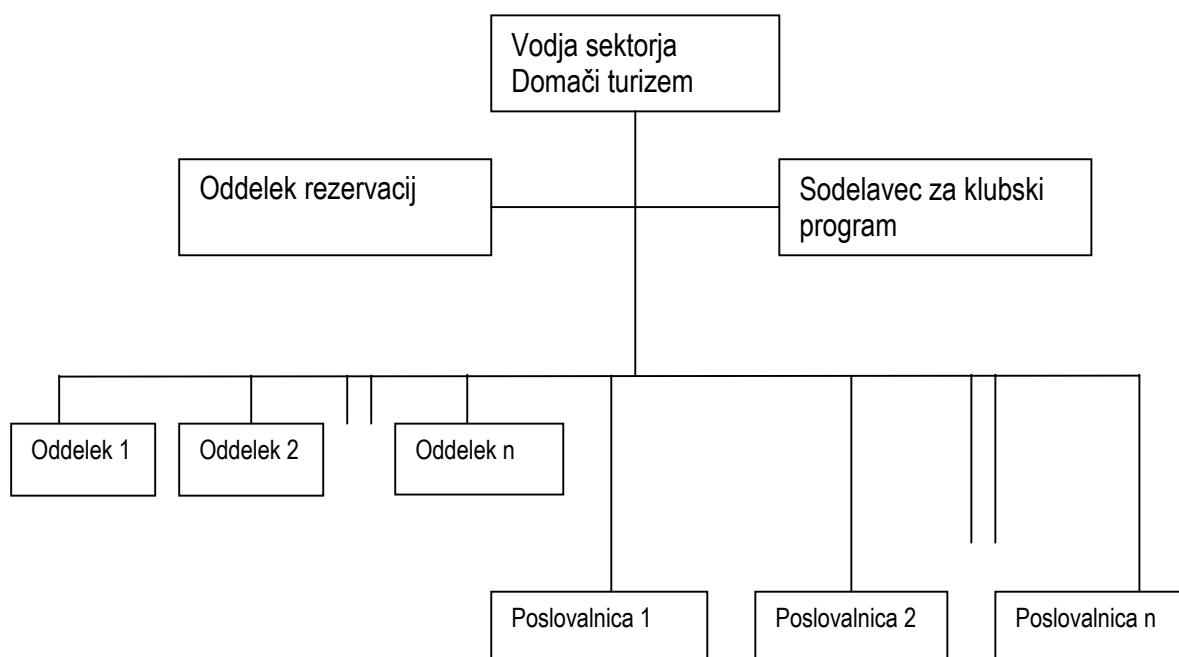 Vodja sektorja
Domači turizem
Oddelek rezervacij
Sodelavec za klubski
program
Oddelek 1
Oddelek 2
Oddelek n
Poslovalnica 1
Poslovalnica 2
Poslovalnica n